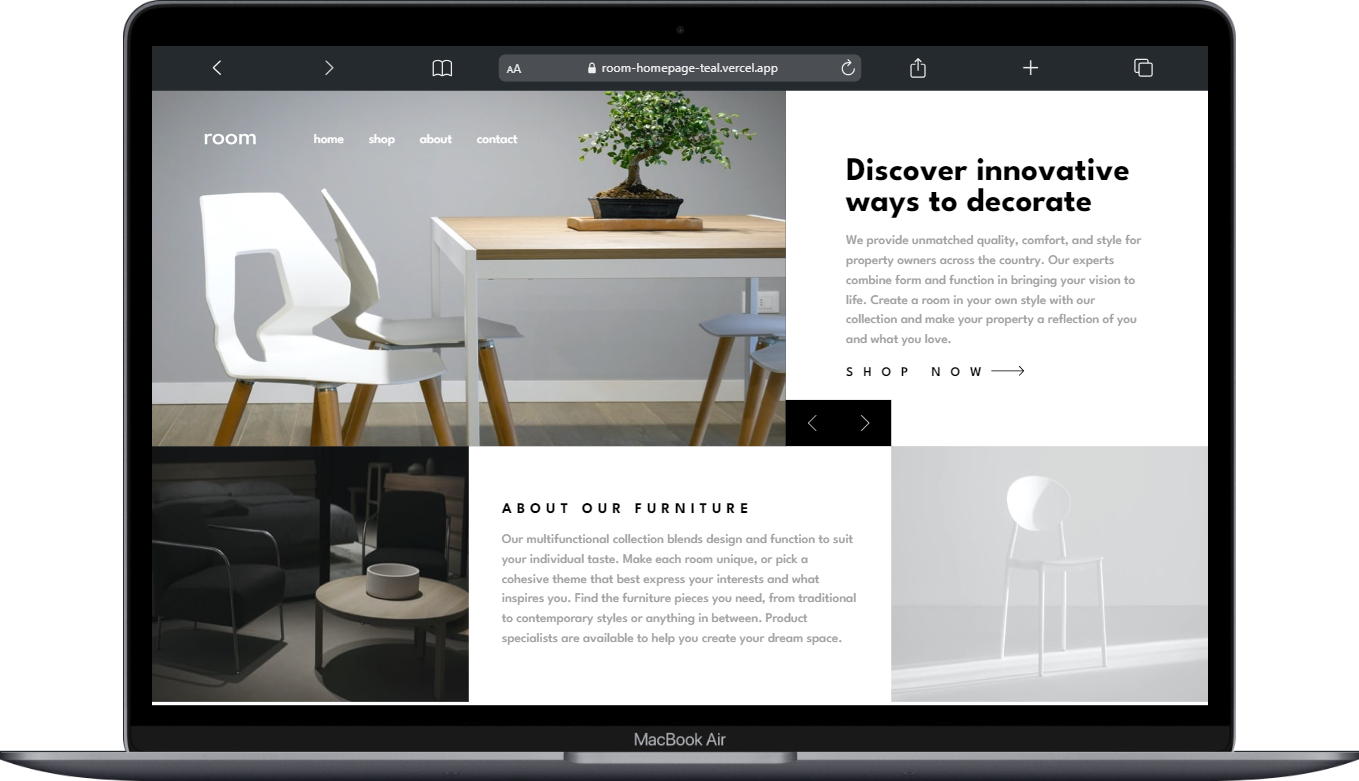 AA
room-homepage-teal.vercel.app
room
home shop about contact
Discover innovative
ways to decorate
We provide unmatched quality, comfort, and style for
property owners across the country. Our experts
combine form and function in bringing your vision to
life. Create a room in your own style with our
collection and make your property a reflection of you
and what you love.
SHOP NOW
ABOUT OUR FURNITURE
Our multifunctional collection blends design and function to suit
your individual taste. Make each room unique, or pick a
cohesive theme that best express your interests and what
inspires you. Find the furniture pieces you need, from traditional
to contemporary styles or anything in between. Product
specialists are available to help you create your dream space.
MacBook Air